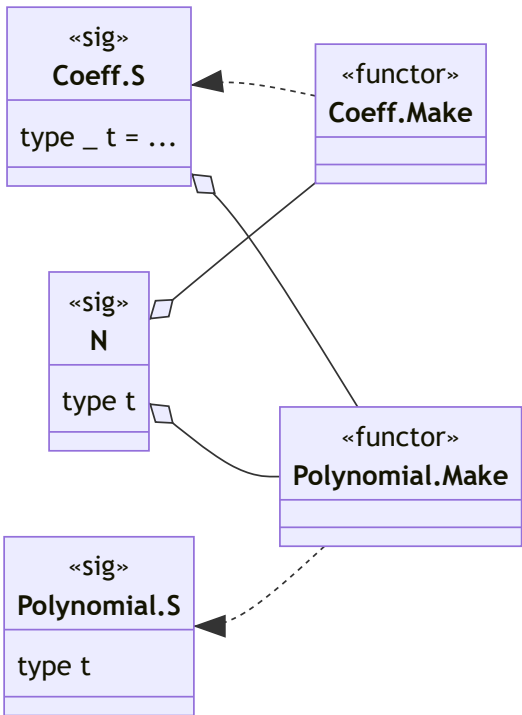 «sig»
Coeff.S
type _ t = ...
«functor»
Coeff.Make
«sig»
N
type t
«functor»
Polynomial.Make
«sig»
Polynomial.S
type t